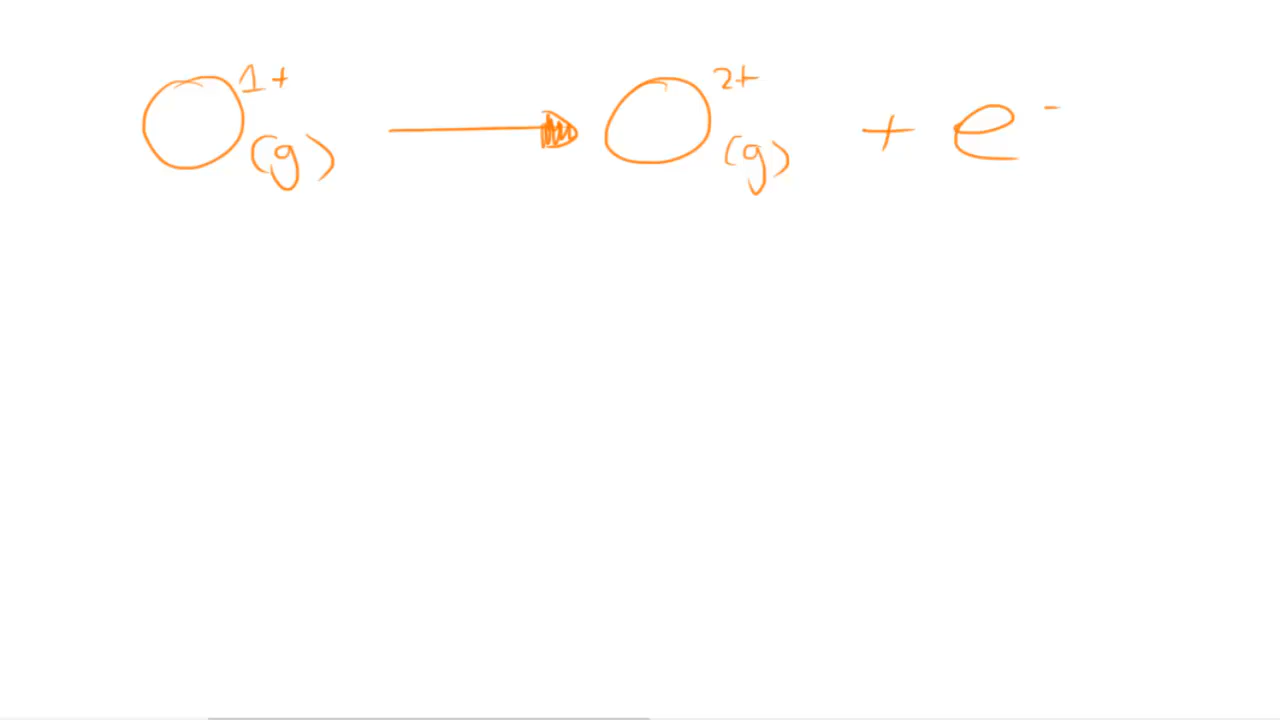 O¹⁺(g) ⟶ O²⁺(g) + e⁻